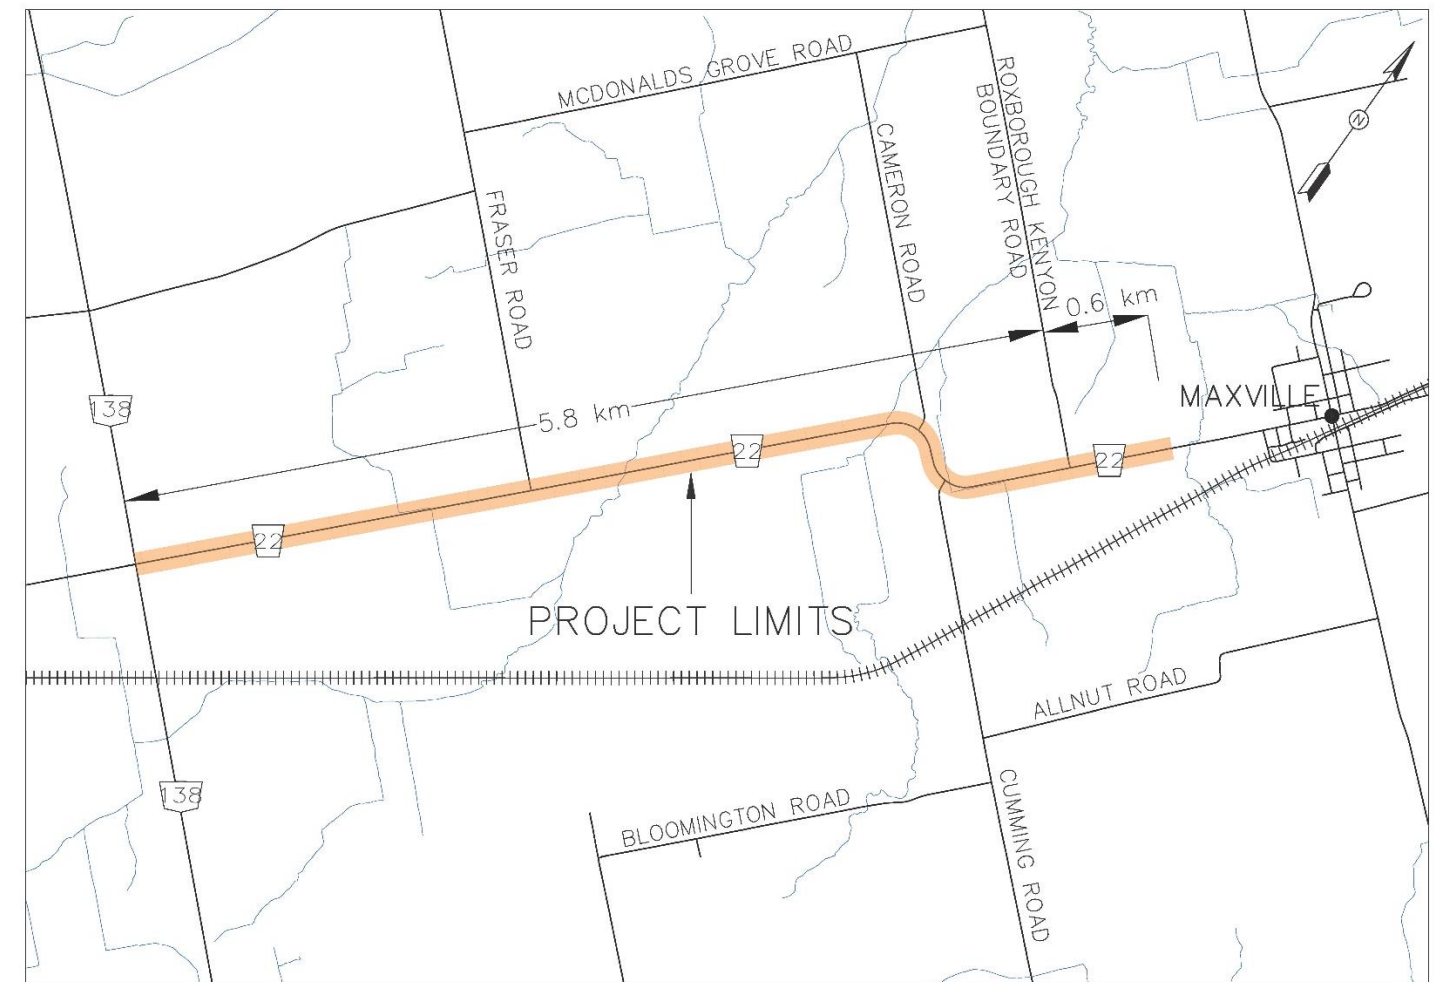 MCDONALDS GROVE ROAD
ROXBOROUGH KENYON
BOUNDARY ROAD
N
CAMERON ROAD
FRASER ROAD
0.6 km
138
5.8 km
MAXVILLE
22
22
22
PROJECT LIMITS
ALLNUT ROAD
138
BLOOMINGTON ROAD
CUMMING ROAD